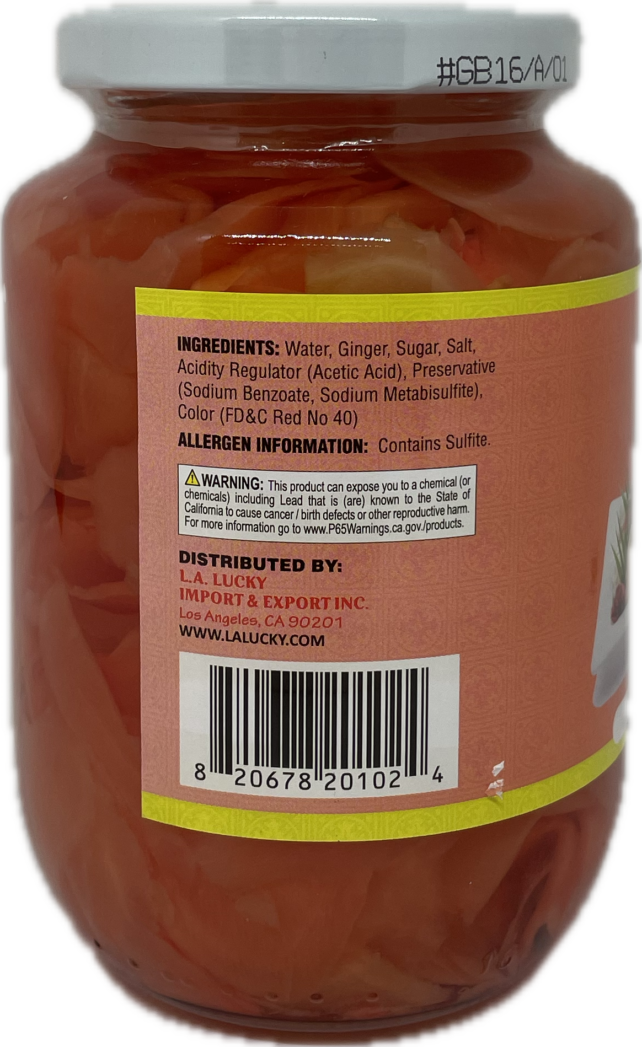 #GB16/A/01
INGREDIENTS: Water, Ginger, Sugar, Salt,
Acidity Regulator (Acetic Acid), Preservative
(Sodium Benzoate, Sodium Metabisulfite),
Color (FD&C Red No 40)
ALLERGEN INFORMATION: Contains Sulfite.
WARNING: This product can expose you to a chemical (or
chemicals) including Lead that is (are) known to the State of
California to cause cancer / birth defects or other reproductive harm.
For more information go to www.P65Warnings.ca.gov./products.
DISTRIBUTED BY:
L.A. LUCKY
IMPORT & EXPORT INC.
Los Angeles, CA 90201
WWW.LALUCKY.COM
8 20678 20102 4